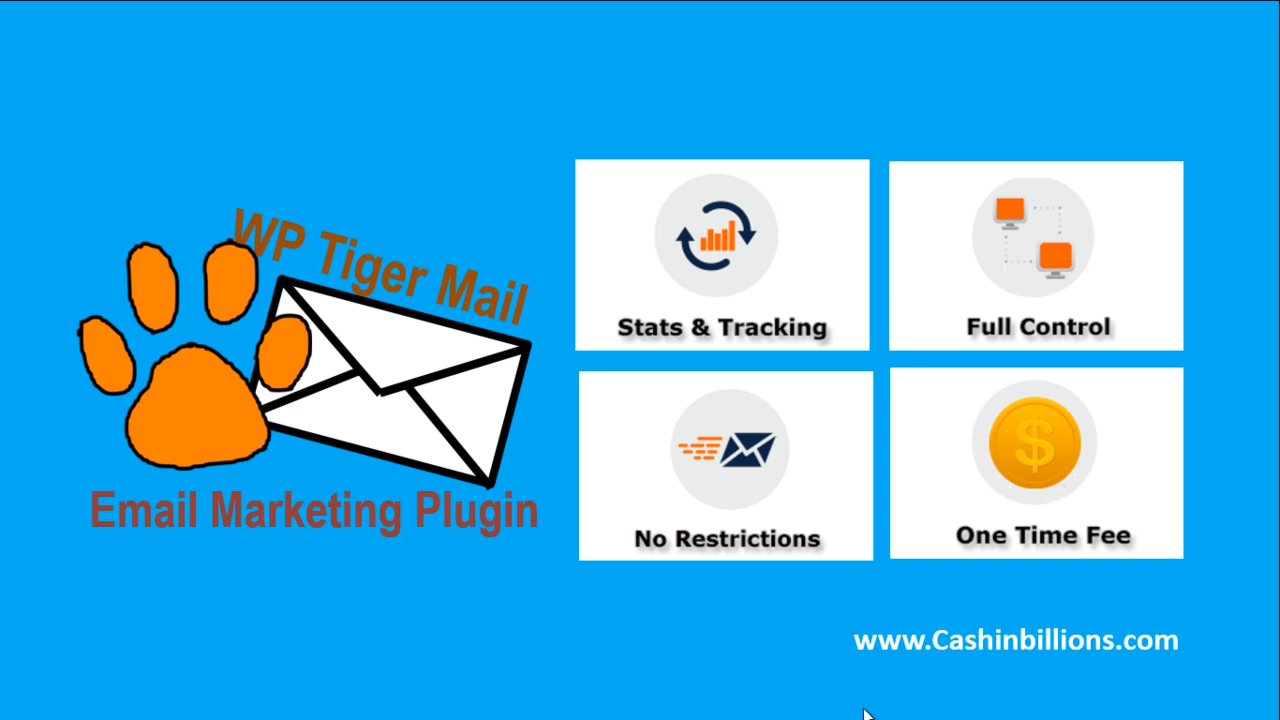 WP Tiger Mail
Email Marketing Plugin
Stats & Tracking
Full Control
No Restrictions
One Time Fee
www.Cashinbillions.com